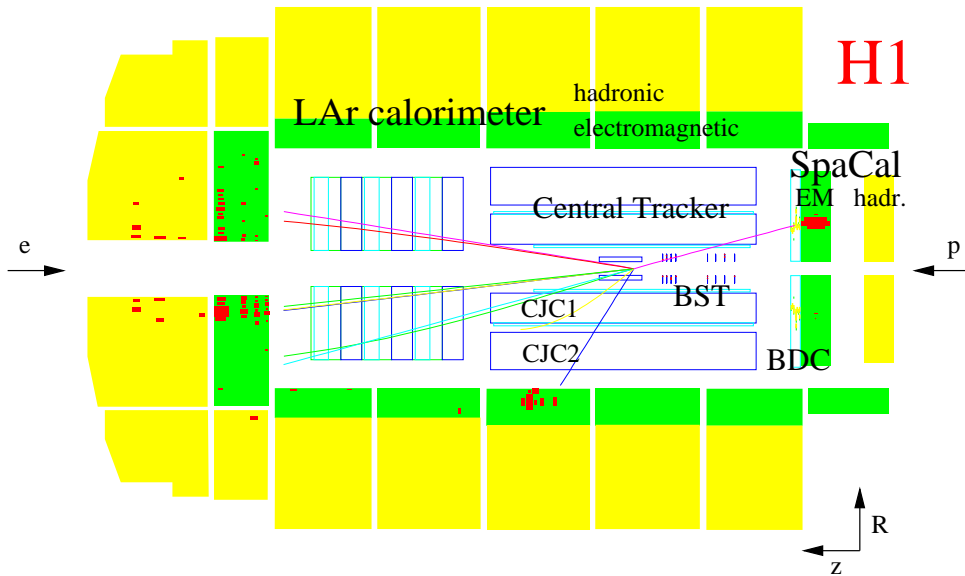 H1
LAr calorimeter
hadronic
electromagnetic
SpaCal
EM hadr.
Central Tracker
e
p
BST
CJC1
CJC2
BDC
R
z